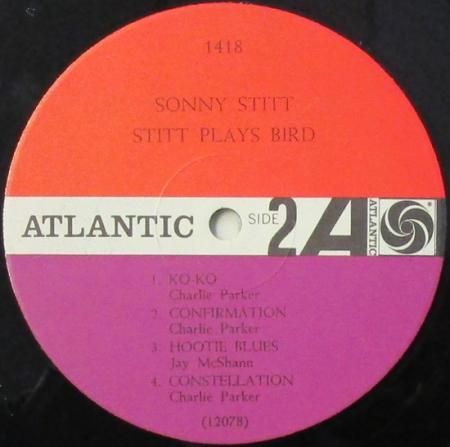 1418
SONNY STITT
STITT PLAYS BIRD
ATLANTIC SIDE 2 A ATLANTIC
1. KO-KO
Charlie Parker
2. CONFIRMATION
Charlie Parker
3. HOOTIE BLUES
Jay McShann
4. CONSTELLATION
Charlie Parker
(12078)